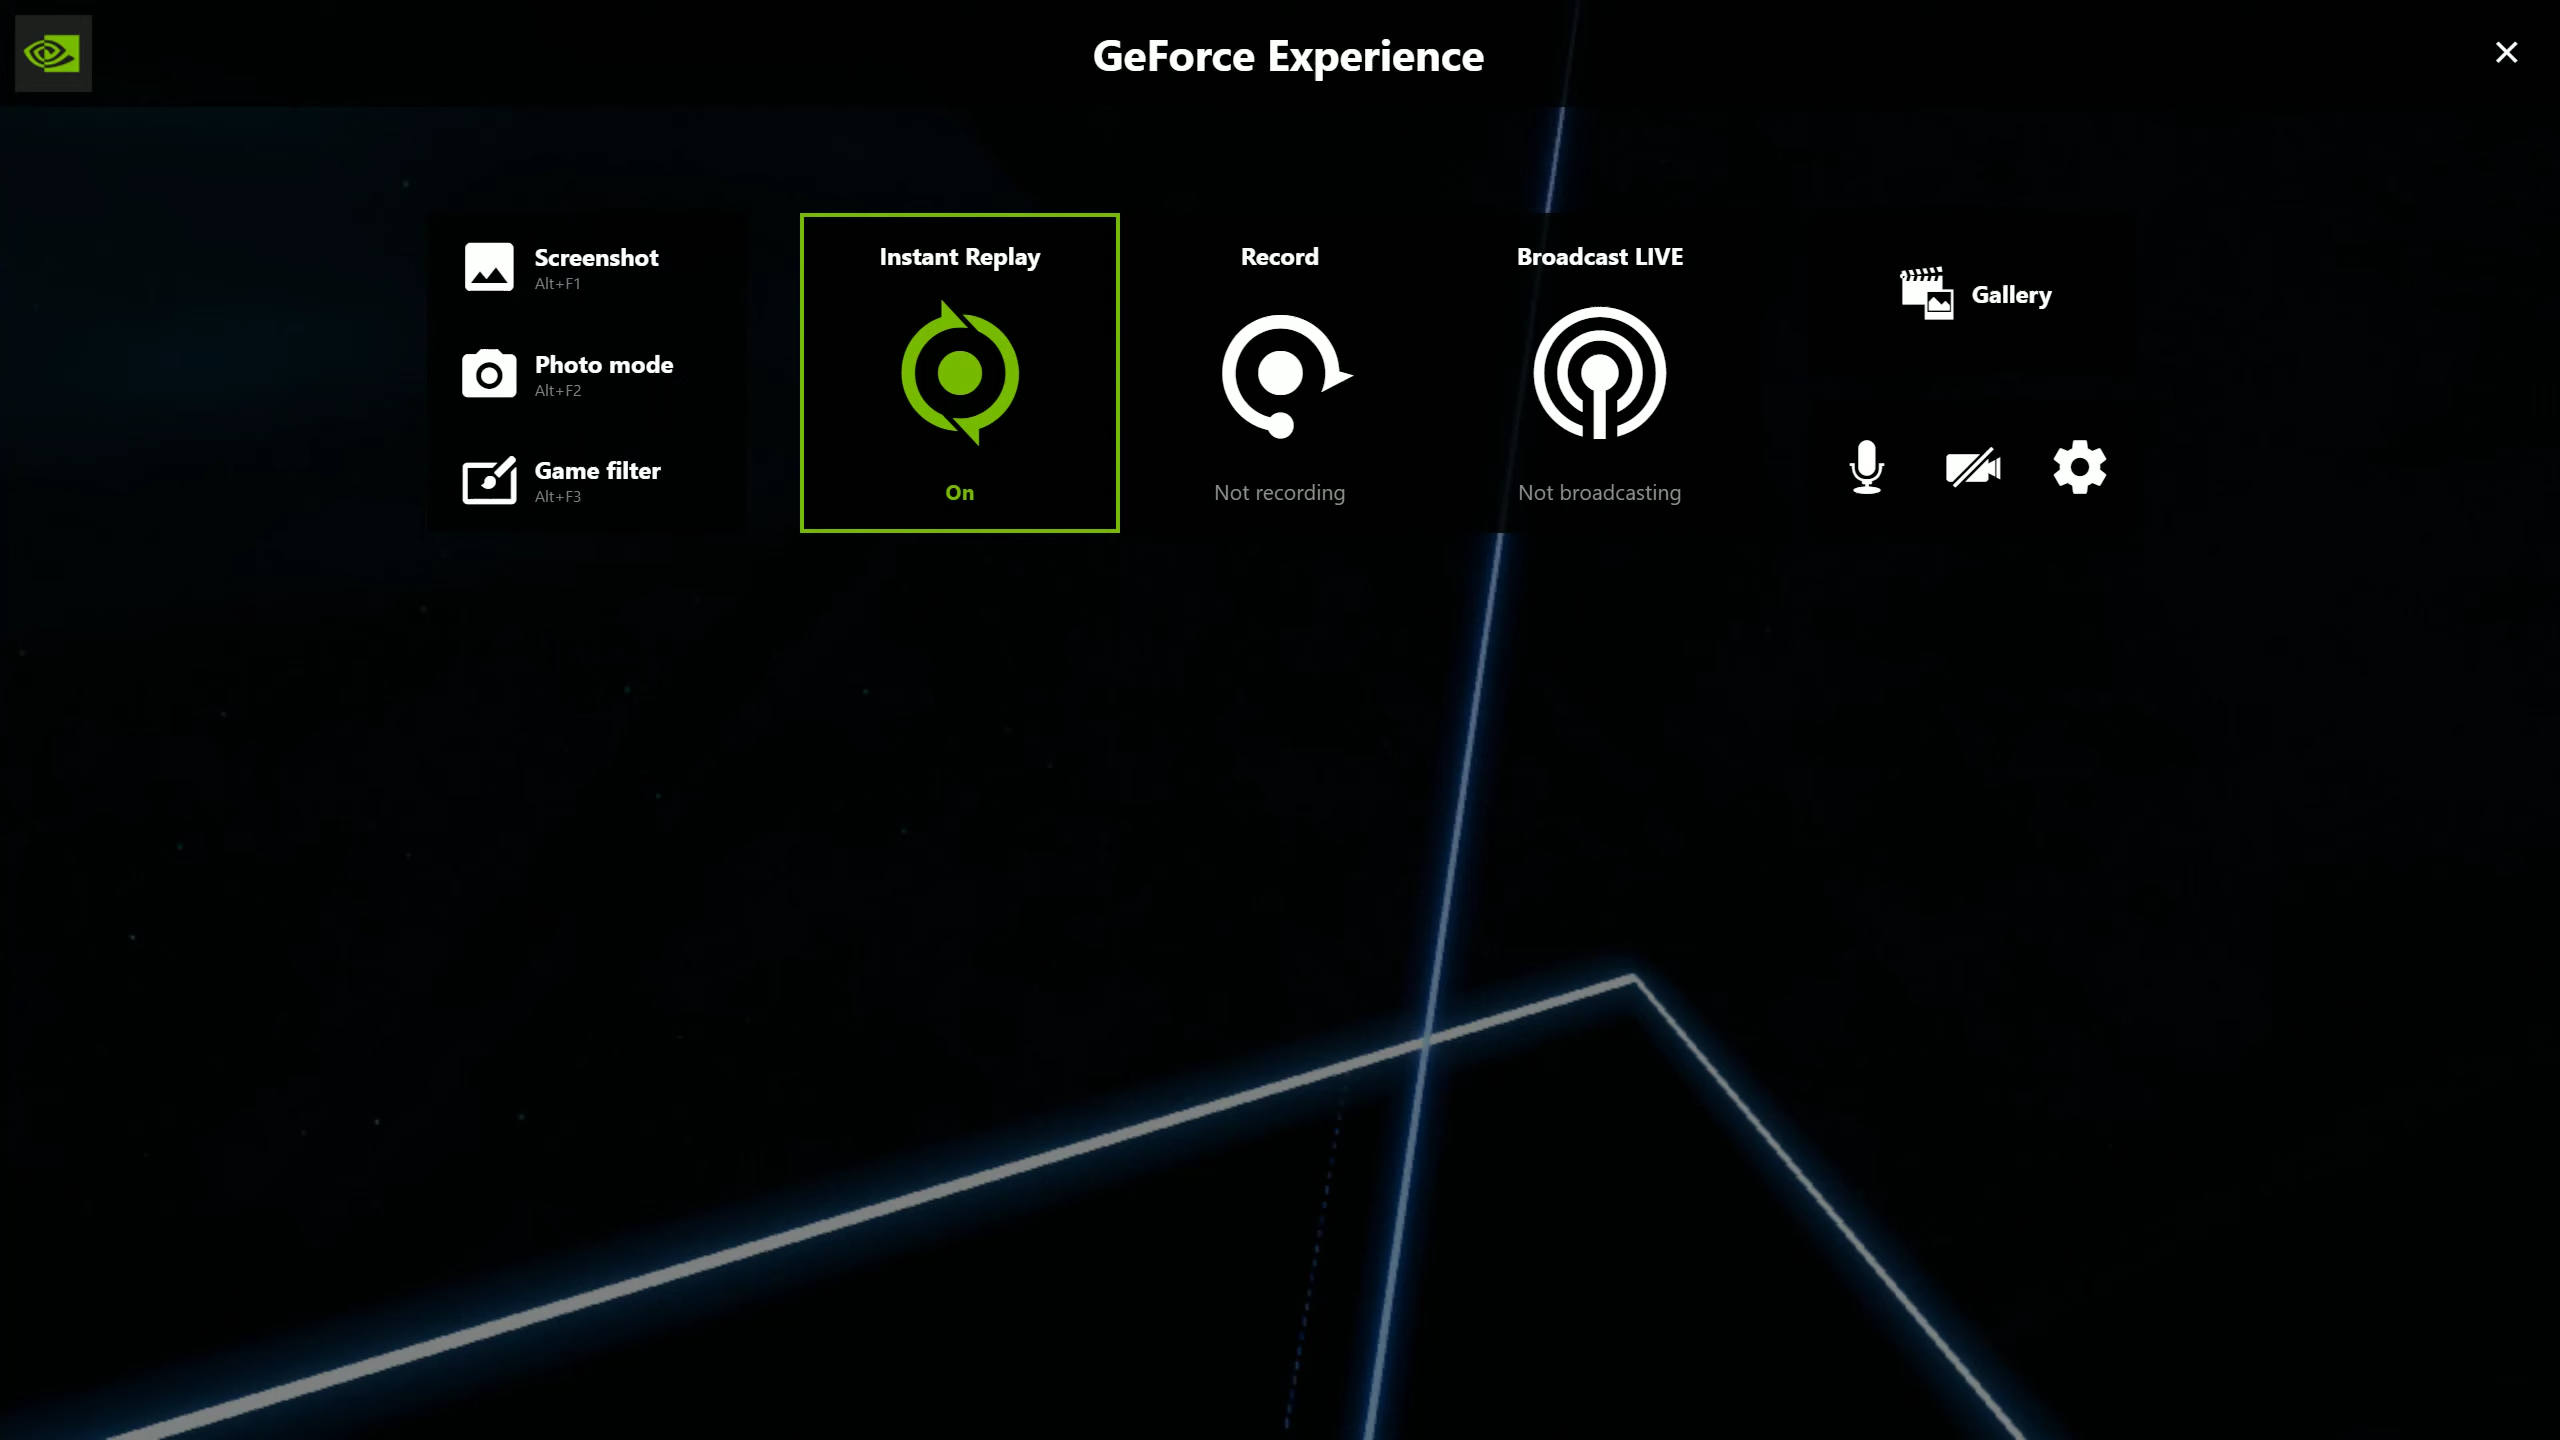 GeForce Experience
Screenshot
Alt+F1
Photo mode
Alt+F2
Game filter
Alt+F3
Instant Replay
On
Record
Not recording
Broadcast LIVE
Not broadcasting
Gallery